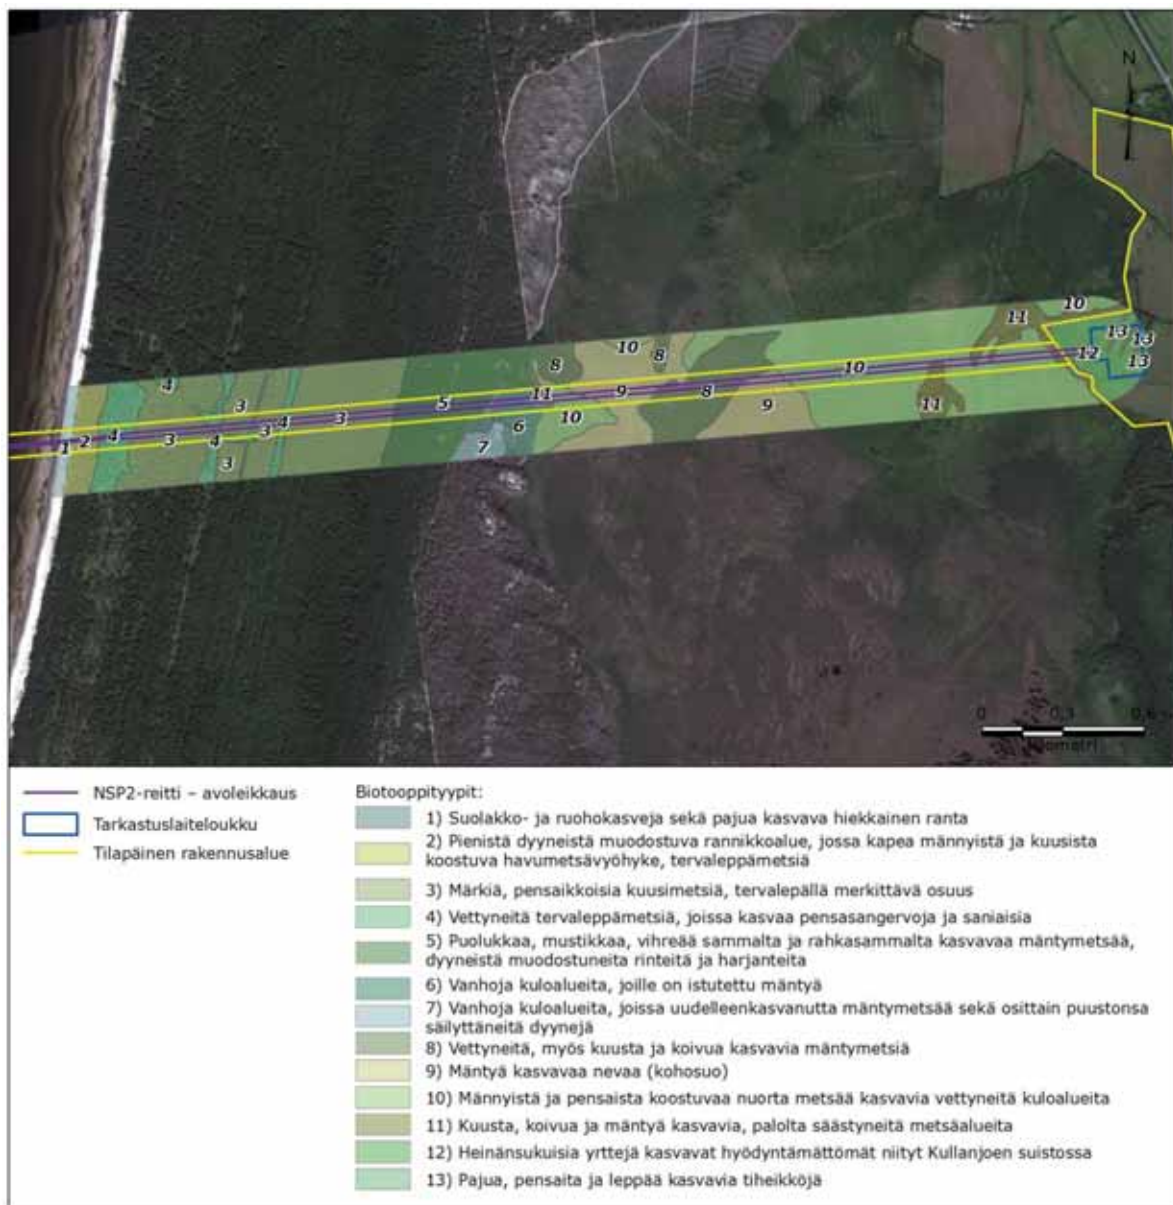 N
10
11
13
13
12
13
10
8
8
10
4
11
9
8
9
11
3
5
6
10
7
4
3
3
4
1
2
4
3
4
3
3
0 0,3 0,6
Kilometri
NSP2-reitti – avoleikkaus
Tarkastuslaiteloukku
Tilapäinen rakennusalue
Biotooppityypit:
1) Suolakko- ja ruohokasveja sekä pajua kasvava hiekkainen ranta
2) Pienistä dyyneistä muodostuva rannikkoalue, jossa kapea männyistä ja kuusista
koostuva havumetsävyöhyke, tervaleppämetsiä
3) Märkiä, pensaikkoisia kuusimetsiä, tervalepällä merkittävä osuus
4) Vettyneitä tervaleppämetsiä, joissa kasvaa pensasangervoja ja saniaisia
5) Puolukkaa, mustikkaa, vihreää sammalta ja rahkasammalta kasvavaa mäntymetsää,
dyyneistä muodostuneita rinteitä ja harjanteita
6) Vanhoja kuloalueita, joille on istutettu mäntyä
7) Vanhoja kuloalueita, joissa uudelleenkasvanutta mäntymetsää sekä osittain puustonsa
säilyttäneitä dyynejä
8) Vettyneitä, myös kuusta ja koivua kasvavia mäntymetsiä
9) Mäntyä kasvavaa nevaa (kohosuo)
10) Männyistä ja pensaista koostuvaa nuorta metsää kasvavia vettyneitä kuloalueita
11) Kuusta, koivua ja mäntyä kasvavia, palolta säästyneitä metsäalueita
12) Heinänsukuisia yrttejä kasvavat hyödyntämättömät niityt Kullanjoen suistossa
13) Pajua, pensaita ja leppää kasvavia tiheikköjä